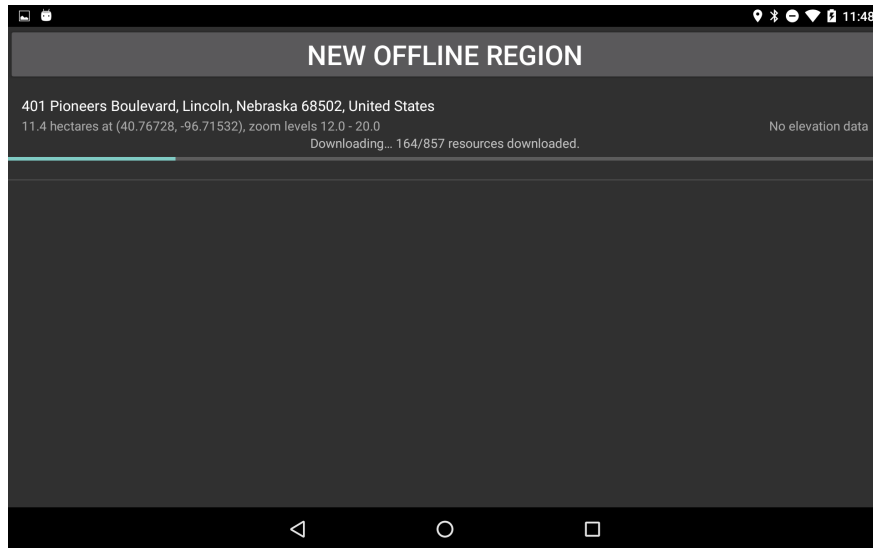 11:48
NEW OFFLINE REGION
401 Pioneers Boulevard, Lincoln, Nebraska 68502, United States
11.4 hectares at (40.76728, -96.71532), zoom levels 12.0 - 20.0
No elevation data
Downloading... 164/857 resources downloaded.